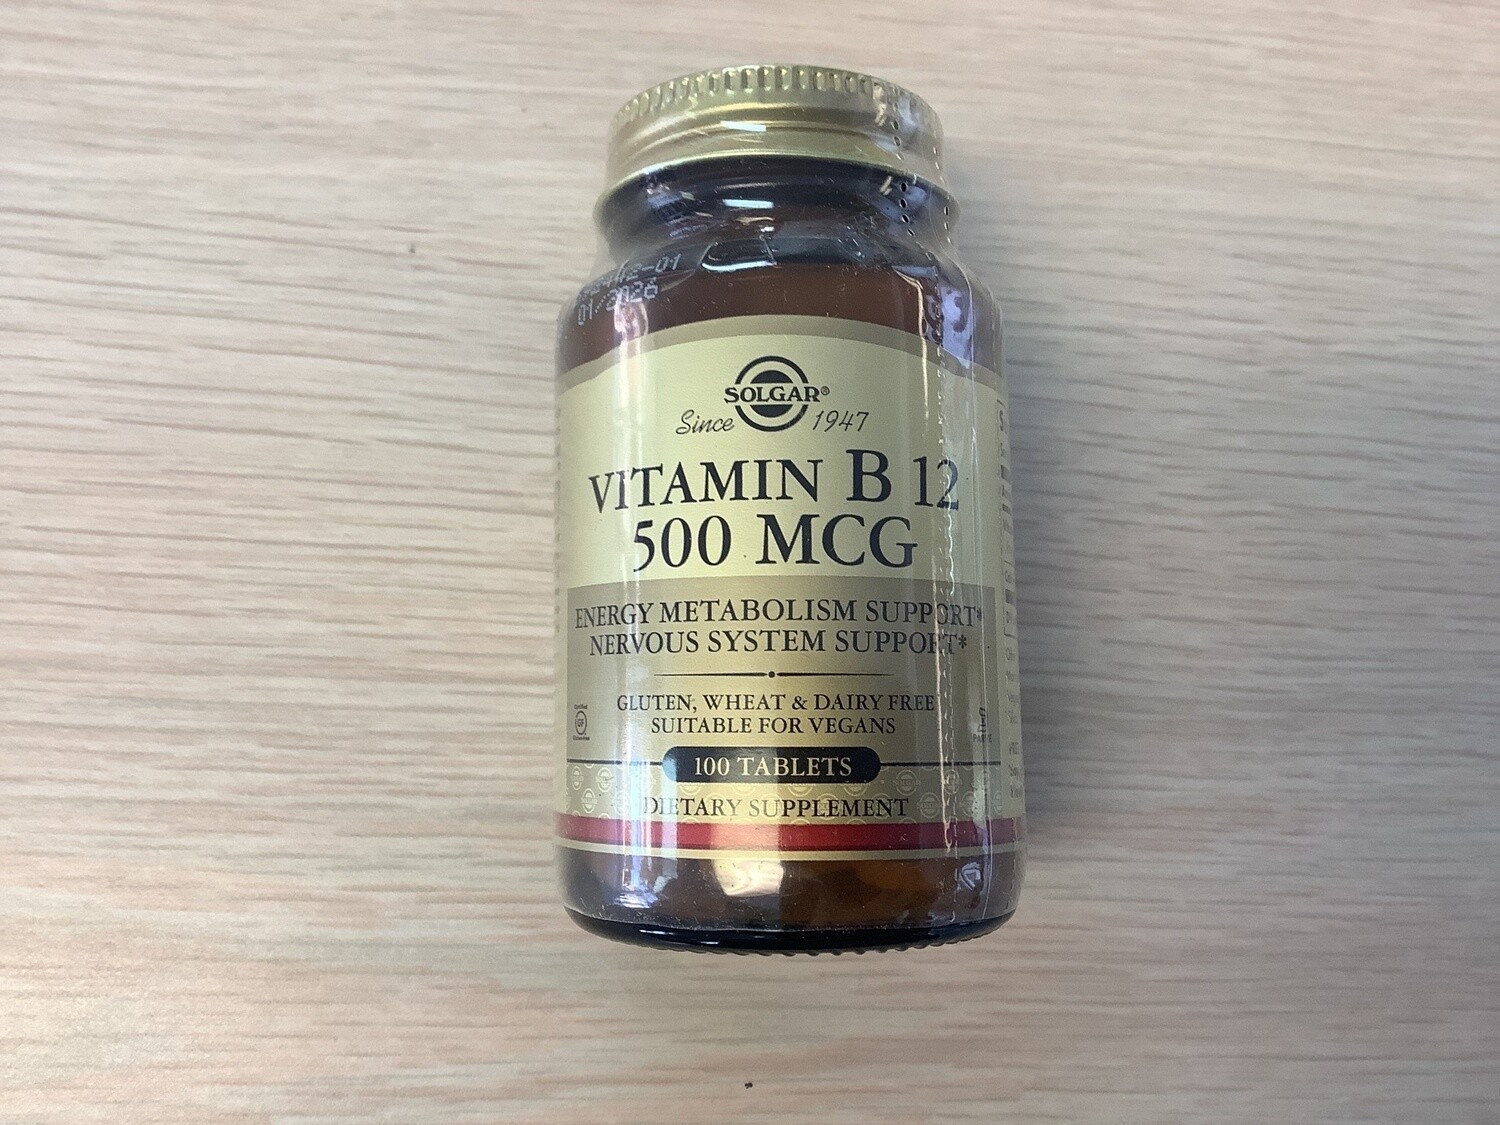 01/2026
SOLGAR®
Since 1947
VITAMIN B 12
500 MCG
ENERGY METABOLISM SUPPORT*
NERVOUS SYSTEM SUPPORT*
GLUTEN, WHEAT & DAIRY FREE
SUITABLE FOR VEGANS
GF
100 TABLETS
DIETARY SUPPLEMENT